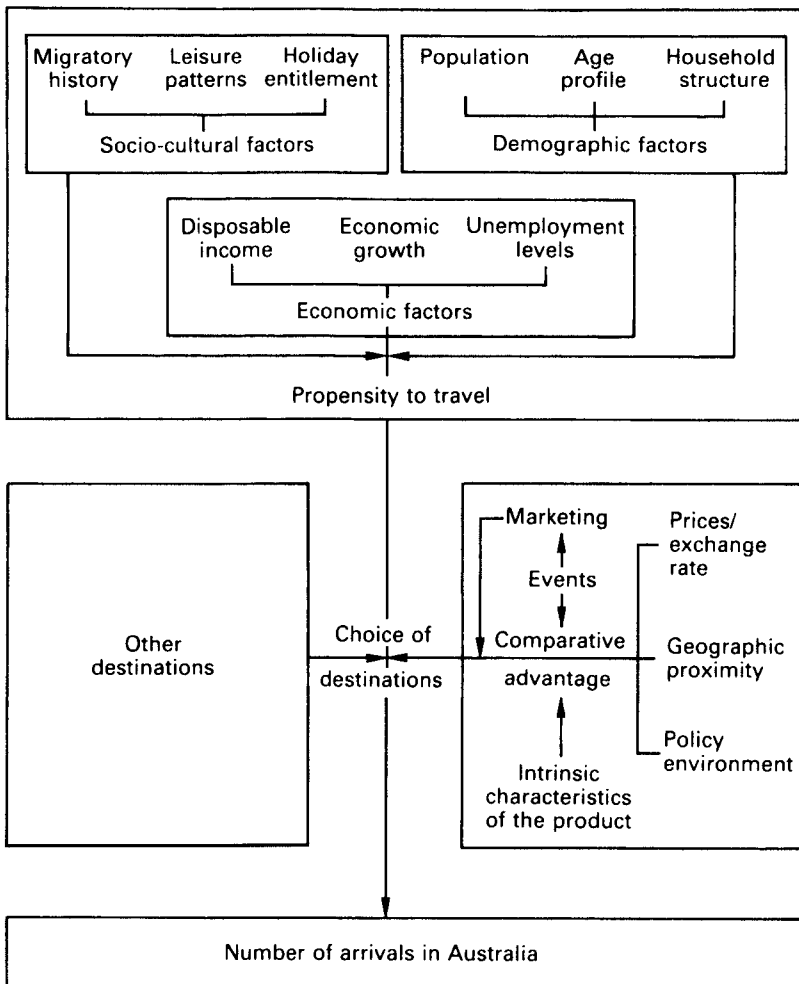 Migratory history
Leisure patterns
Holiday entitlement
Socio-cultural factors
Population
Age profile
Household structure
Demographic factors
Disposable income
Economic growth
Unemployment levels
Economic factors
Propensity to travel
Other destinations
Choice of destinations
Marketing
Events
Comparative advantage
Intrinsic characteristics of the product
Prices/ exchange rate
Geographic proximity
Policy environment
Number of arrivals in Australia